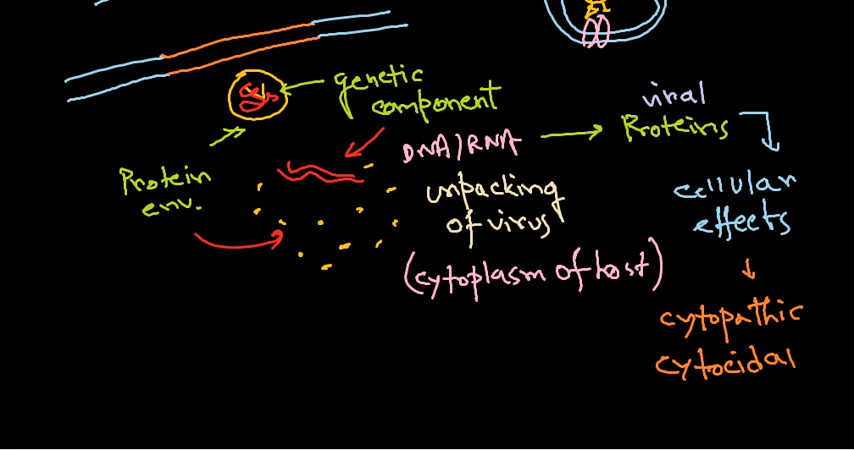 genetic
component
DNA/RNA
viral
Proteins
Protein
env.
unpacking
of virus
(cytoplasm of host)
cellular
effects
cytopathic
cytocidal